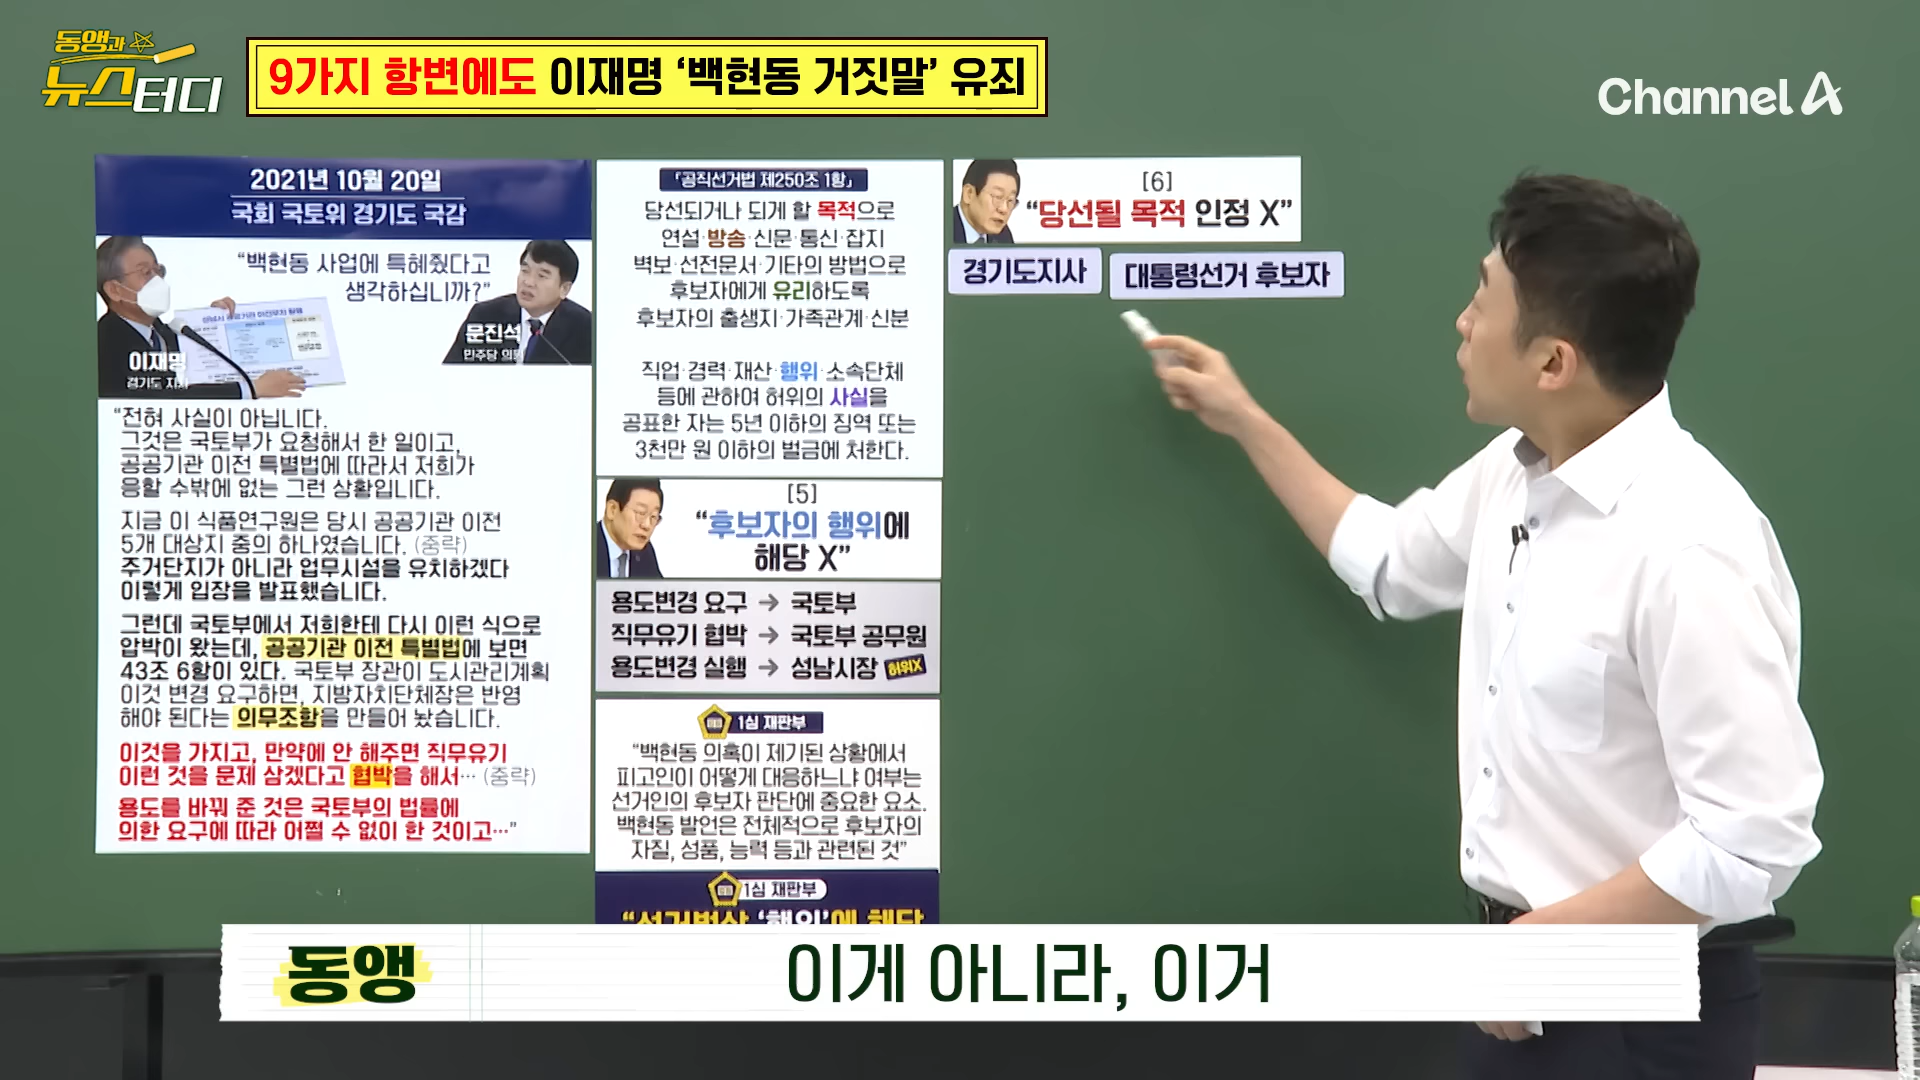 동앵과
뉴스터디
9가지 항변에도 이재명 ‘백현동 거짓말’ 유죄
Channel A
2021년 10월 20일
국회 국토위 경기도 국감
“백현동 사업에 특혜줬다고
생각하십니까?”
이재명
경기도 지사
문진석
민주당 의원
“전혀 사실이 아닙니다.
그것은 국토부가 요청해서 한 일이고,
공공기관 이전 특별법에 따라서 저희가
응할 수밖에 없는 그런 상황입니다.
지금 이 식품연구원은 당시 공공기관 이전
5개 대상지 중의 하나였습니다. (중략)
주거단지가 아니라 업무시설을 유치하겠다
이렇게 입장을 발표했습니다.
그런데 국토부에서 저희한테 다시 이런 식으로
압박이 왔는데, 공공기관 이전 특별법에 보면
43조 6항이 있다. 국토부 장관이 도시관리계획
이것 변경 요구하면, 지방자치단체장은 반영
해야 된다는 의무조항을 만들어 놨습니다.
이것을 가지고, 만약에 안 해주면 직무유기
이런 것을 문제 삼겠다고 협박을 해서… (중략)
용도를 바꿔 준 것은 국토부의 법률에
의한 요구에 따라 어쩔 수 없이 한 것이고…”
「공직선거법 제250조 1항」
당선되거나 되게 할 목적으로
연설·방송·신문·통신·잡지
벽보·선전문서·기타의 방법으로
후보자에게 유리하도록
후보자의 출생지·가족관계·신분
직업·경력·재산·행위·소속단체
등에 관하여 허위의 사실을
공표한 자는 5년 이하의 징역 또는
3천만 원 이하의 벌금에 처한다.
[5]
“후보자의 행위에
해당 X”
용도변경 요구 → 국토부
직무유기 협박 → 국토부 공무원
용도변경 실행 → 성남시장 허위X
1심 재판부
“백현동 의혹이 제기된 상황에서
피고인이 어떻게 대응하느냐 여부는
선거인의 후보자 판단에 중요한 요소.
백현동 발언은 전체적으로 후보자의
자질, 성품, 능력 등과 관련된 것”
1심 재판부
“선거법상 ‘행위’에 해당
[6]
“당선될 목적 인정 X”
경기도지사
대통령선거 후보자
동앵
이게 아니라, 이거